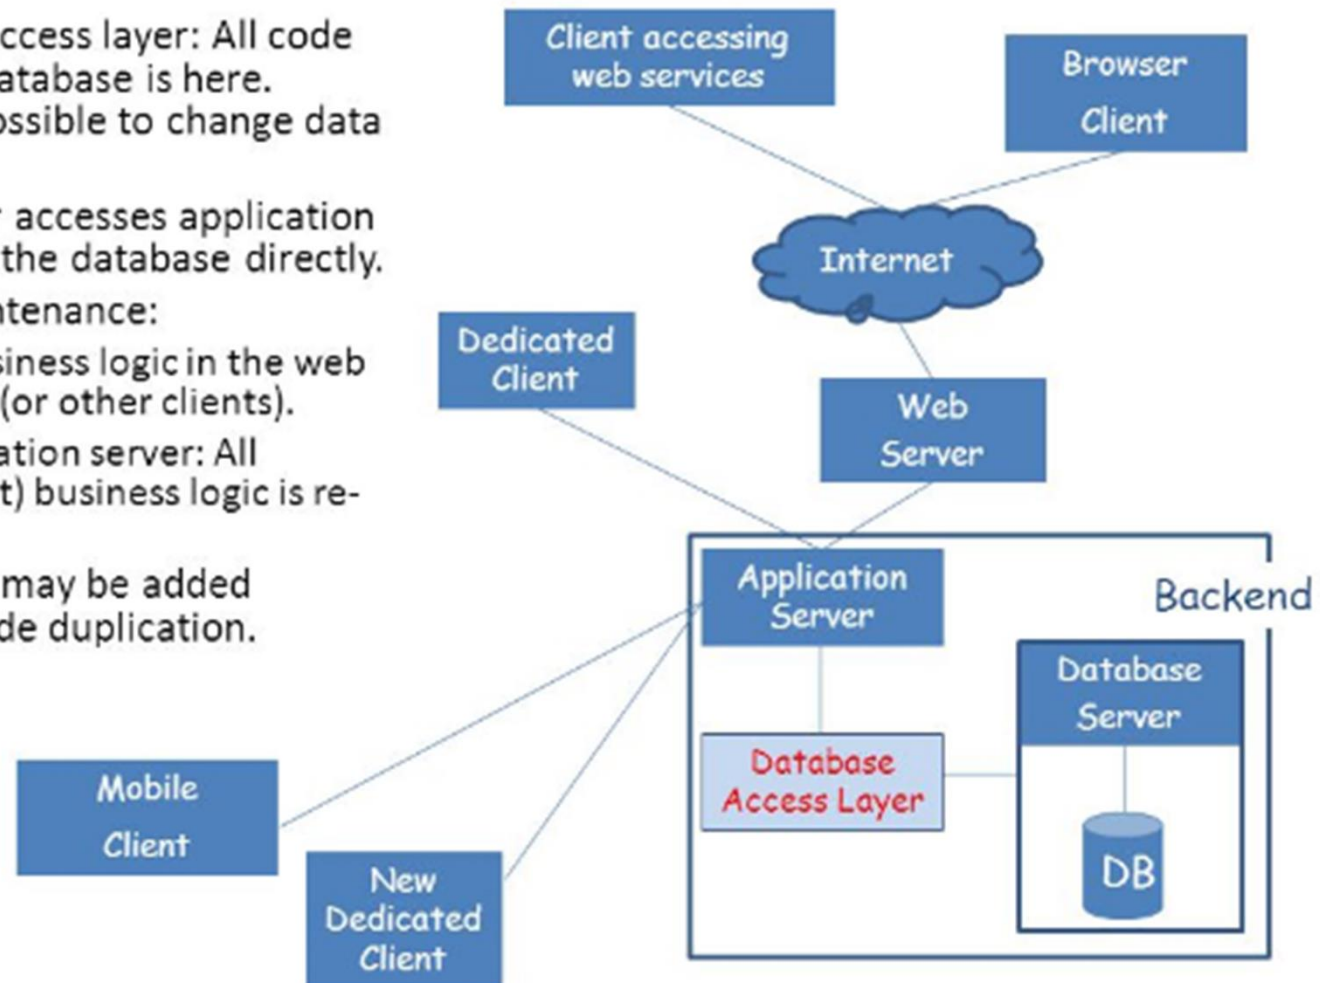 ccess layer: All code
atabase is here.
ossible to change data
r accesses application
the database directly.
ntenance:
siness logic in the web
(or other clients).
ation server: All
t) business logic is re-
may be added
de duplication.
Client accessing
web services
Browser
Client
Internet
Dedicated
Client
Web
Server
Application
Server
Backend
Database
Server
Database
Access Layer
DB
Mobile
Client
New
Dedicated
Client